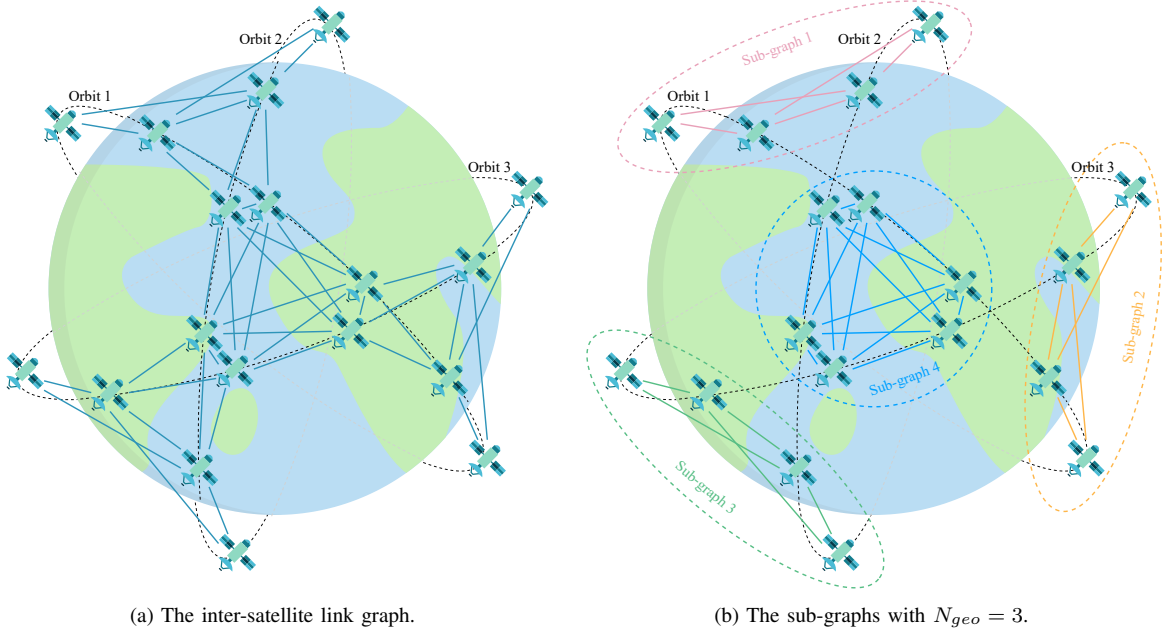 Orbit 2
Orbit 1
Orbit 3
Sub-graph 1
Orbit 2
Orbit 1
Orbit 3
Sub-graph 2
Sub-graph 4
Sub-graph 3
(a) The inter-satellite link graph.
(b) The sub-graphs with $N_{geo} = 3$.